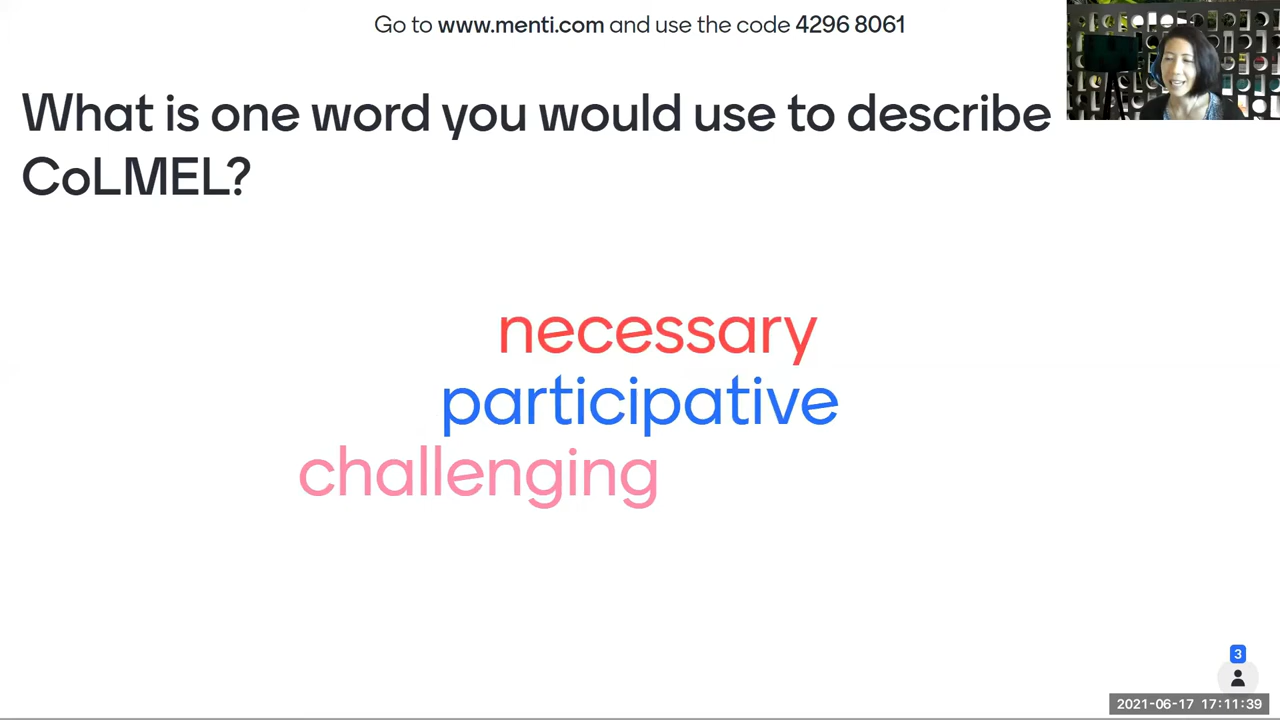 Go to www.menti.com and use the code 4296 8061
What is one word you would use to describe
CoLMEL?
necessary
participative
challenging
3
2021-06-17 17:11:39